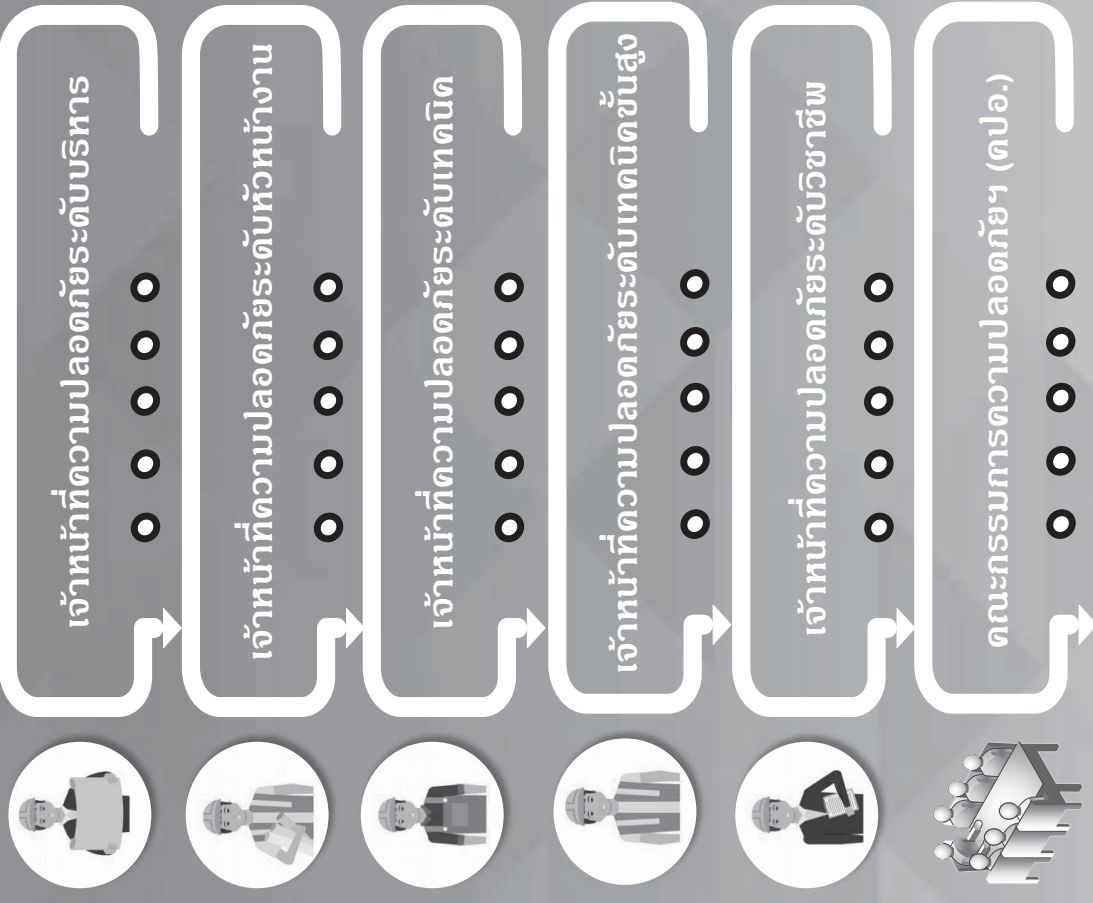 เจ้าหน้าที่ความปลอดภัยระดับบริหาร
เจ้าหน้าที่ความปลอดภัยระดับหัวหน้างาน
เจ้าหน้าที่ความปลอดภัยระดับเทคนิค
เจ้าหน้าที่ความปลอดภัยระดับเทคนิคขั้นสูง
เจ้าหน้าที่ความปลอดภัยระดับวิชาชีพ
คณะกรรมการความปลอดภัยฯ (คปอ.)